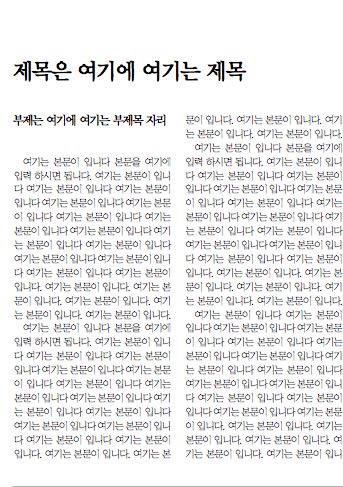 제목은 여기에 여기는 제목
부제는 여기에 여기는 부제목 자리
여기는 본문이 입니다 본문을 여기에
입력 하시면 됩니다. 여기는 본문이 입니
다 여기는 본문이 입니다 여기는 본문이
입니다 여기는 본문이 입니다 여기는 본문
이 입니다 여기는 본문이 입니다 여기는
본문이 입니다 여기는 본문이 입니다 여기
는 본문이 입니다 여기는 본문이 입니다
여기는 본문이 입니다 여기는 본문이 입니
다 여기는 본문이 입니다. 여기는 본문이
입니다. 여기는 본문이 입니다. 여기는 본
문이 입니다. 여기는 본문이 입니다. 여기
는 본문이 입니다. 여기는 본문이 입니다.
여기는 본문이 입니다 본문을 여기에
입력 하시면 됩니다. 여기는 본문이 입니
다 여기는 본문이 입니다 여기는 본문이
입니다 여기는 본문이 입니다 여기는 본문
이 입니다 여기는 본문이 입니다 여기는
본문이 입니다 여기는 본문이 입니다 여기
는 본문이 입니다 여기는 본문이 입니다
여기는 본문이 입니다 여기는 본문이 입니
다 여기는 본문이 입니다 여기는 본문이
입니다. 여기는 본문이 입니다. 여기는 본
문이 입니다. 여기는 본문이 입니다. 여기
는 본문이 입니다. 여기는 본문이 입니다.
여기는 본문이 입니다 본문을 여기에
입력 하시면 됩니다. 여기는 본문이 입니
다 여기는 본문이 입니다 여기는 본문이
입니다 여기는 본문이 입니다 여기는 본문
이 입니다 여기는 본문이 입니다 여기는
본문이 입니다 여기는 본문이 입니다 여기
는 본문이 입니다 여기는 본문이 입니다
여기는 본문이 입니다 여기는 본문이 입니
다 여기는 본문이 입니다 여기는 본문이
입니다. 여기는 본문이 입니다. 여기는 본
문이 입니다. 여기는 본문이 입니다. 여기
는 본문이 입니다. 여기는 본문이 입니다.
여기는 본문이 입니다 여기는 본문이
입니다 여기는 본문이 입니다 여기는 본문
이 입니다 여기는 본문이 입니다 여기는
본문이 입니다 여기는 본문이 입니다 여기
는 본문이 입니다 여기는 본문이 입니다
여기는 본문이 입니다 여기는 본문이 입니
다 여기는 본문이 입니다 여기는 본문이
입니다. 여기는 본문이 입니다. 여기는 본
문이 입니다. 여기는 본문이 입니다. 여기
는 본문이 입니다. 여기는 본문이 입니다.
여기는 본문이 입니다. 여기는 본문이 입니